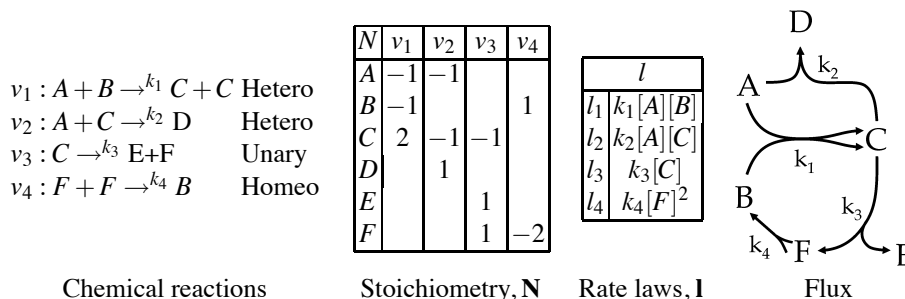 v₁ : A + B →ᵏ¹ C + C Hetero
v₂ : A + C →ᵏ² D Hetero
v₃ : C →ᵏ³ E+F Unary
v₄ : F + F →ᵏ⁴ B Homeo
Chemical reactions
N v₁ v₂ v₃ v₄
A −1 −1
B −1 1
C 2 −1 −1
D 1
E 1
F 1 −2
Stoichiometry, N
l
l₁ k₁[A][B]
l₂ k₂[A][C]
l₃ k₃[C]
l₄ k₄[F]²
Rate laws, l
D
k₂
A
C
k₁
B
k₃
k₄
F
E
Flux